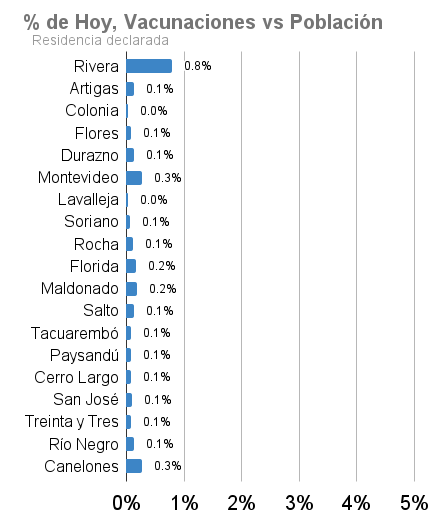 % de Hoy, Vacunaciones vs Población
Residencia declarada
Rivera 0.8%
Artigas 0.1%
Colonia 0.0%
Flores 0.1%
Durazno 0.1%
Montevideo 0.3%
Lavalleja 0.0%
Soriano 0.1%
Rocha 0.1%
Florida 0.2%
Maldonado 0.2%
Salto 0.1%
Tacuarembó 0.1%
Paysandú 0.1%
Cerro Largo 0.1%
San José 0.1%
Treinta y Tres 0.1%
Río Negro 0.1%
Canelones 0.3%
0% 1% 2% 3% 4% 5%